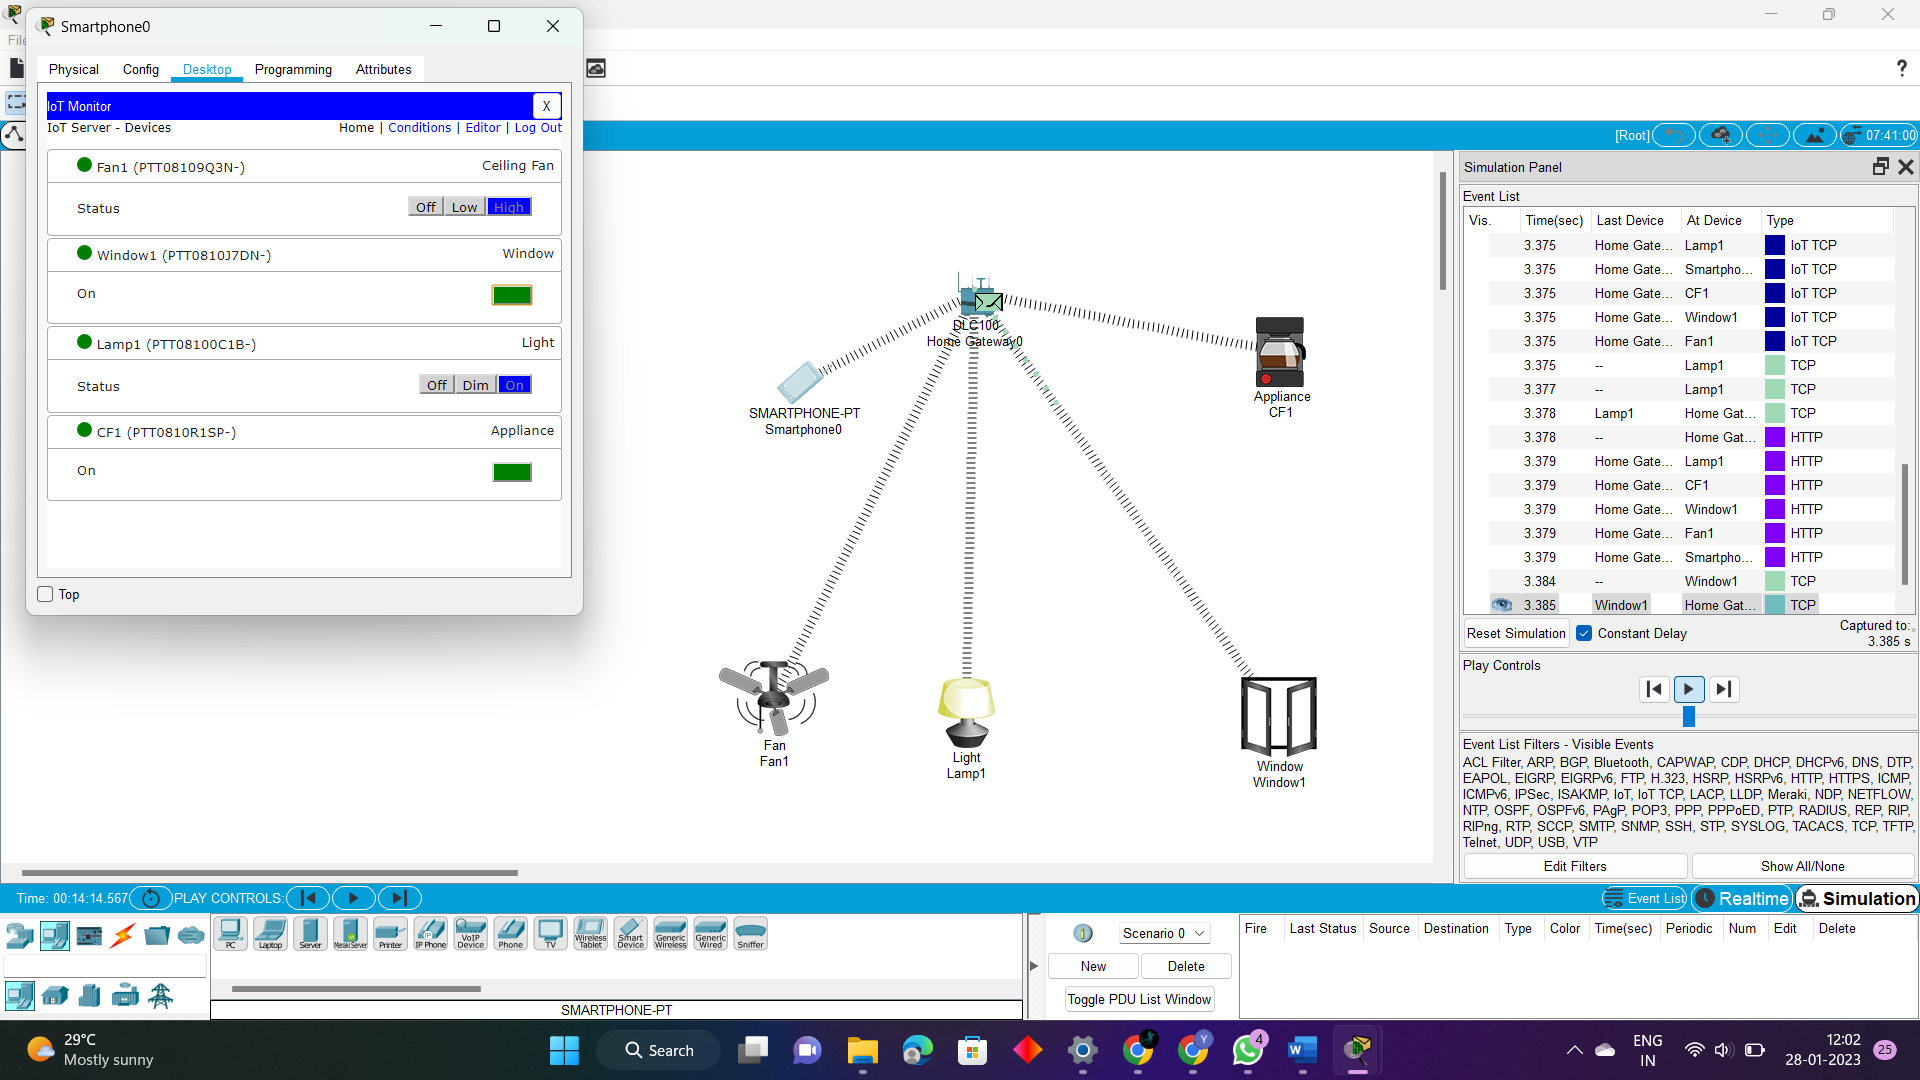 Smartphone0
File
Physical Config Desktop Programming Attributes
IoT Monitor X
IoT Server - Devices Home | Conditions | Editor | Log Out
Fan1 (PTT08109Q3N-) Ceiling Fan
Status Off Low High
Window1 (PTT0810J7DN-) Window
On
Lamp1 (PTT08100C1B-) Light
Status Off Dim On
CF1 (PTT0810R1SP-) Appliance
On
Top
?
[Root] 07:41:00
DLC100
Home Gateway0
SMARTPHONE-PT
Smartphone0
Appliance
CF1
Fan
Fan1
Light
Lamp1
Window
Window1
Simulation Panel
Event List
Vis. Time(sec) Last Device At Device Type
3.375 Home Gate... Lamp1 IoT TCP
3.375 Home Gate... Smartpho... IoT TCP
3.375 Home Gate... CF1 IoT TCP
3.375 Home Gate... Window1 IoT TCP
3.375 Home Gate... Fan1 IoT TCP
3.375 -- Lamp1 TCP
3.377 -- Lamp1 TCP
3.378 Lamp1 Home Gat... TCP
3.378 -- Home Gat... HTTP
3.379 Home Gate... Lamp1 HTTP
3.379 Home Gate... CF1 HTTP
3.379 Home Gate... Window1 HTTP
3.379 Home Gate... Fan1 HTTP
3.379 Home Gate... Smartpho... HTTP
3.384 -- Window1 TCP
3.385 Window1 Home Gat... TCP
Reset Simulation Constant Delay Captured to:
3.385 s
Play Controls
Event List Filters - Visible Events
ACL Filter, ARP, BGP, Bluetooth, CAPWAP, CDP, DHCP, DHCPv6, DNS, DTP,
EAPOL, EIGRP, EIGRPv6, FTP, H.323, HSRP, HSRPv6, HTTP, HTTPS, ICMP,
ICMPv6, IPSec, ISAKMP, IoT, IoT TCP, LACP, LLDP, Meraki, NDP, NETFLOW,
NTP, OSPF, OSPFv6, PAgP, POP3, PPP, PPPoED, PTP, RADIUS, REP, RIP,
RIPng, RTP, SCCP, SMTP, SNMP, SSH, STP, SYSLOG, TACACS, TCP, TFTP,
Telnet, UDP, USB, VTP
Edit Filters Show All/None
Time: 00:14:14.567 PLAY CONTROLS: Event List Realtime Simulation
PC Laptop Server Meraki Server Printer IP Phone VoIP Device Phone TV Wireless Tablet Smart Device Generic Wireless Generic Wired Sniffer
SMARTPHONE-PT
1 Scenario 0
New Delete
Toggle PDU List Window
Fire Last Status Source Destination Type Color Time(sec) Periodic Num Edit Delete
29°C
Mostly sunny
Search
Y
4
ENG
IN
12:02
28-01-2023
25